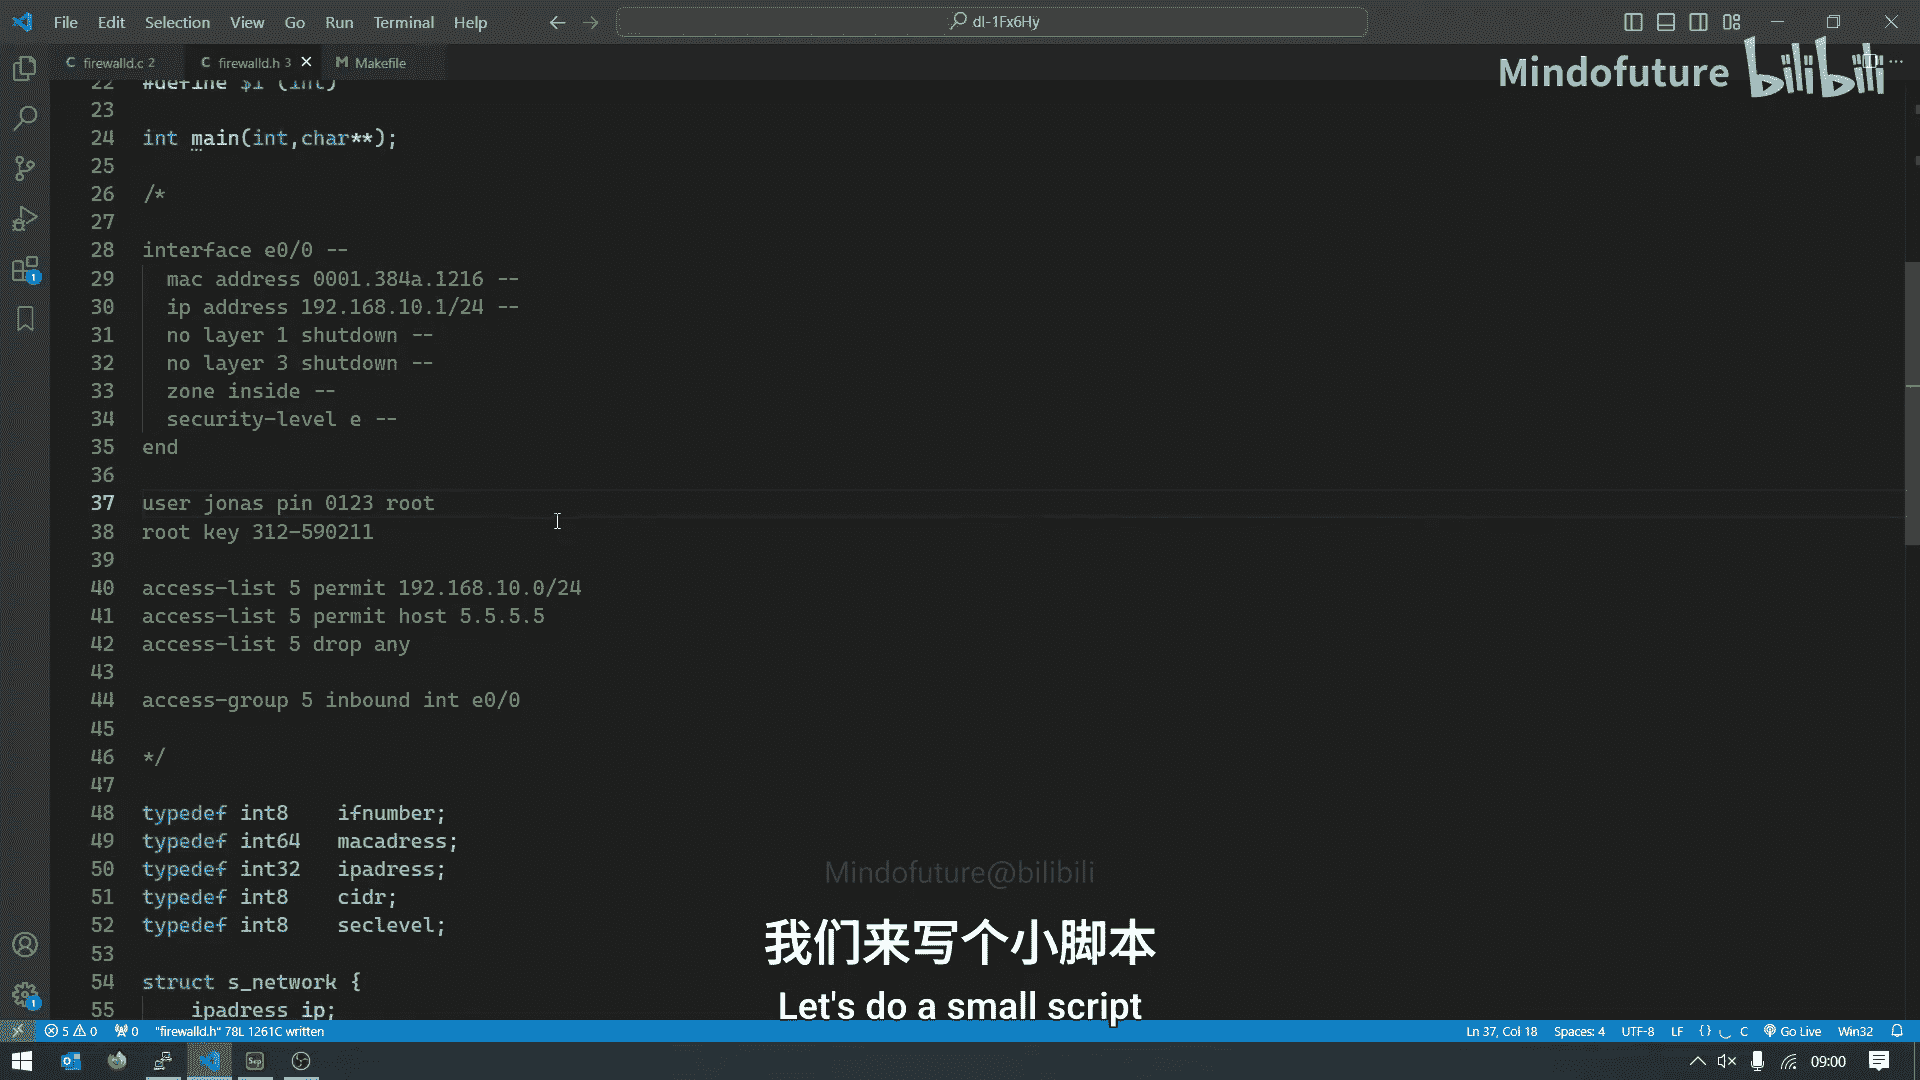 File Edit Selection View Go Run Terminal Help
dl-1Fx6Hy
C firewalld.c 2
C firewalld.h 3
M Makefile
Mindofuture bilibili
22 #define $1 (int)
23
24 int main(int,char**);
25
26 /*
27
28 interface e0/0 --
29 mac address 0001.384a.1216 --
30 ip address 192.168.10.1/24 --
31 no layer 1 shutdown --
32 no layer 3 shutdown --
33 zone inside --
34 security-level e --
35 end
36
37 user jonas pin 0123 root
38 root key 312-590211
39
40 access-list 5 permit 192.168.10.0/24
41 access-list 5 permit host 5.5.5.5
42 access-list 5 drop any
43
44 access-group 5 inbound int e0/0
45
46 */
47
48 typedef int8 ifnumber;
49 typedef int64 macadress;
50 typedef int32 ipadress;
51 typedef int8 cidr;
52 typedef int8 seclevel;
53
54 struct s_network {
55 ipadress ip;
Mindofuture@bilibili
我们来写个小脚本
Let's do a small script
5 0 0 "firewalld.h" 78L 1261C written
Ln 37, Col 18 Spaces: 4 UTF-8 LF {} C Go Live Win32
09:00